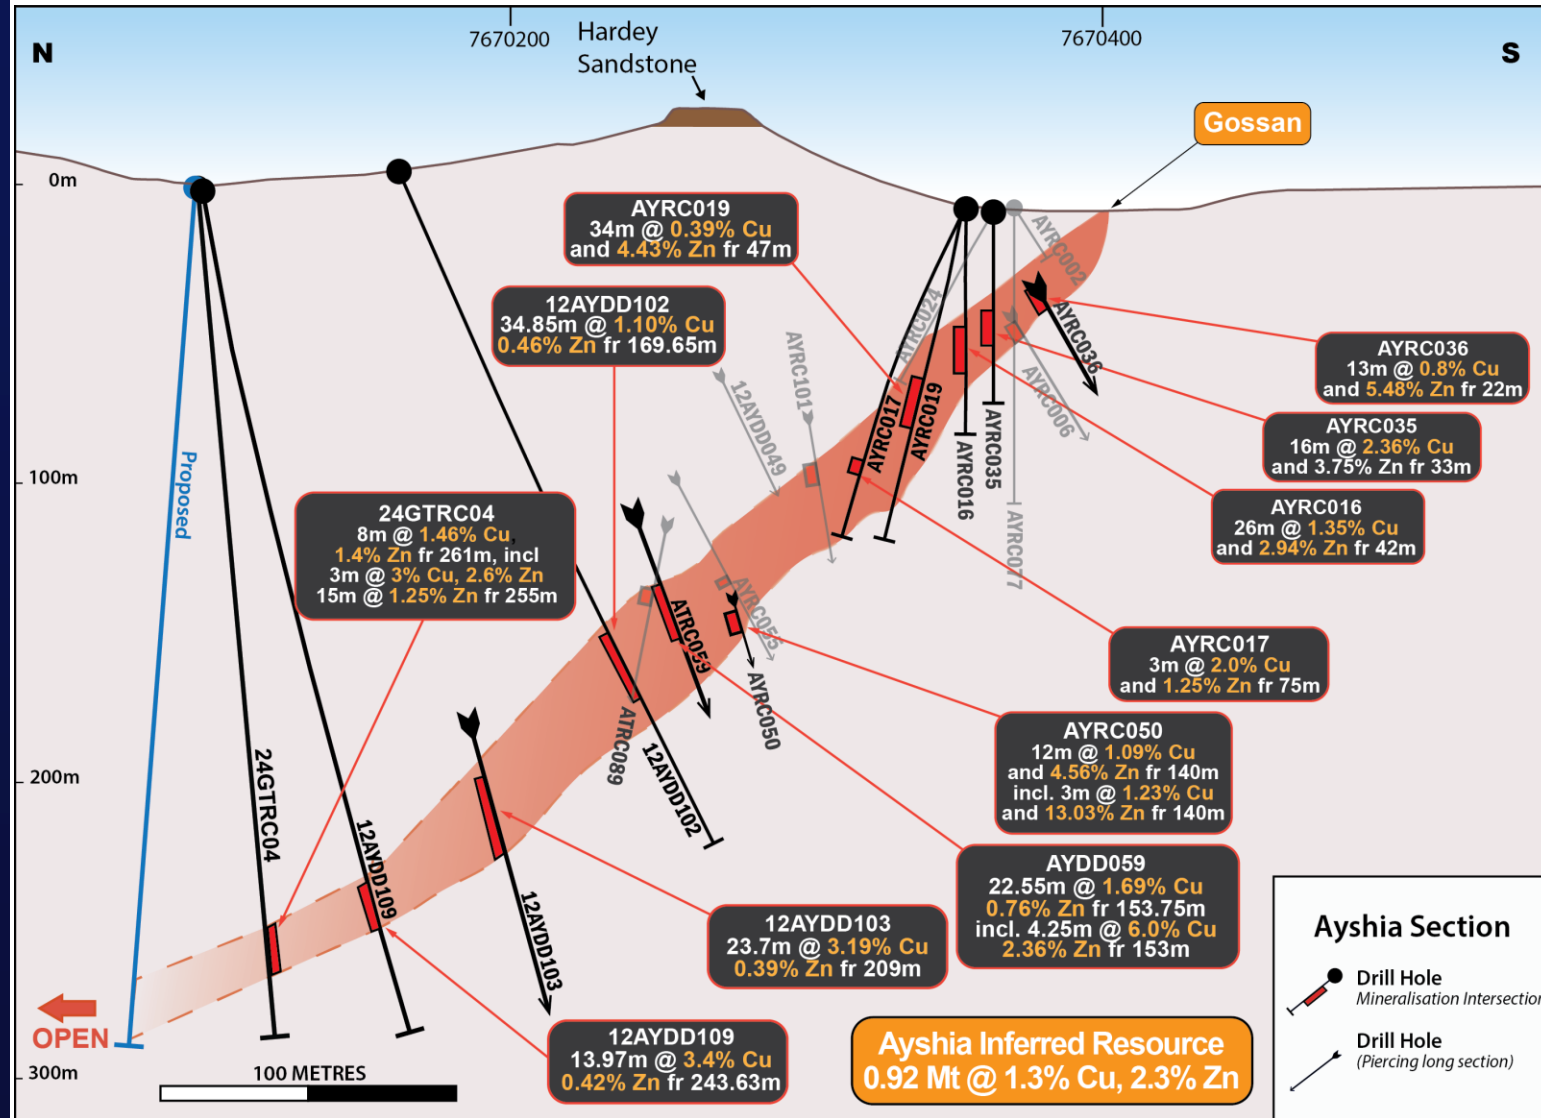 N
7670200
Hardey
Sandstone
7670400
S
Gossan
0m
100m
200m
300m
AYRC019
34m @ 0.39% Cu
and 4.43% Zn fr 47m
12AYDD102
34.85m @ 1.10% Cu
0.46% Zn fr 169.65m
24GTRC04
8m @ 1.46% Cu,
1.4% Zn fr 261m, incl
3m @ 3% Cu, 2.6% Zn
15m @ 1.25% Zn fr 255m
AYRC036
13m @ 0.8% Cu
and 5.48% Zn fr 22m
AYRC035
16m @ 2.36% Cu
and 3.75% Zn fr 33m
AYRC016
26m @ 1.35% Cu
and 2.94% Zn fr 42m
AYRC017
3m @ 2.0% Cu
and 1.25% Zn fr 75m
AYRC050
12m @ 1.09% Cu
and 4.56% Zn fr 140m
incl. 3m @ 1.23% Cu
and 13.03% Zn fr 140m
AYDD059
22.55m @ 1.69% Cu
0.76% Zn fr 153.75m
incl. 4.25m @ 6.0% Cu
2.36% Zn fr 153m
12AYDD103
23.7m @ 3.19% Cu
0.39% Zn fr 209m
12AYDD109
13.97m @ 3.4% Cu
0.42% Zn fr 243.63m
Proposed
24GTRC04
12AYDD109
12AYDD103
12AYDD102
ATRC089
ATRC059
AYRC055
AYRC050
12AYDD049
AYRC101
AYRC024
AYRC017
AYRC019
AYRC016
AYRC035
AYRC077
AYRC006
AYRC002
AYRC036
OPEN
100 METRES
Ayshia Inferred Resource
0.92 Mt @ 1.3% Cu, 2.3% Zn
Ayshia Section
Drill Hole
Mineralisation Intersection
Drill Hole
(Piercing long section)